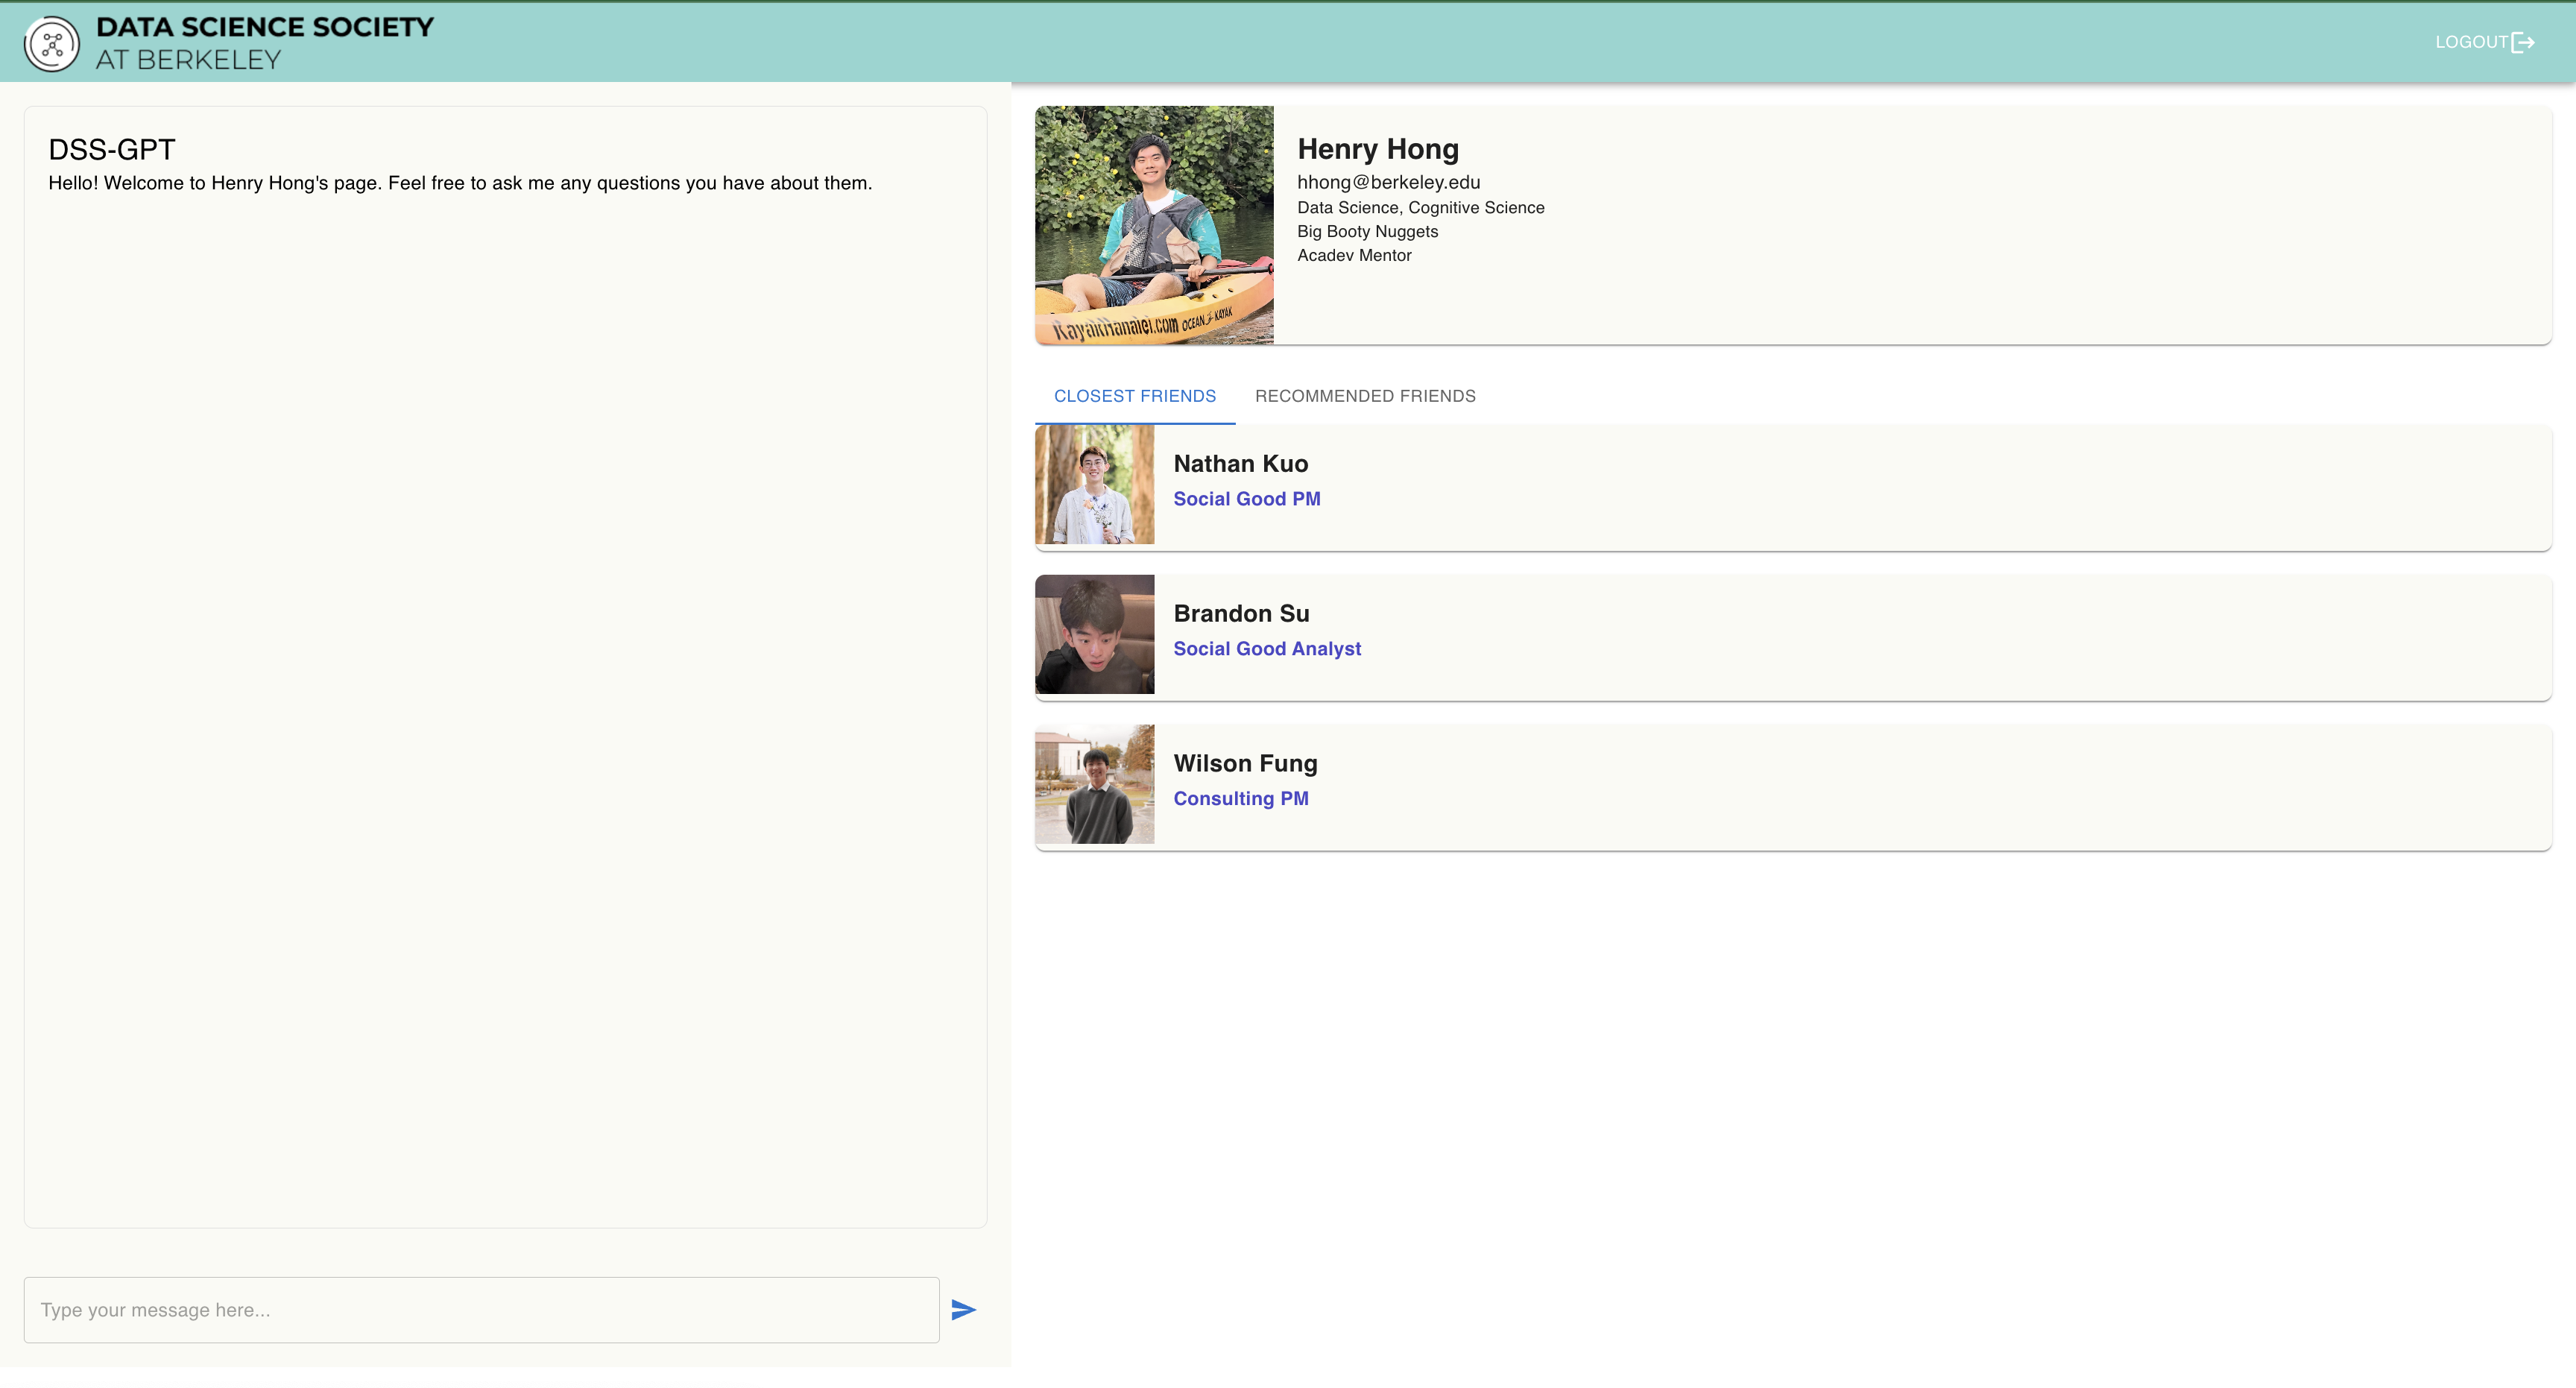 DATA SCIENCE SOCIETY
AT BERKELEY
LOGOUT
DSS-GPT
Hello! Welcome to Henry Hong's page. Feel free to ask me any questions you have about them.
Type your message here...
Henry Hong
hhong@berkeley.edu
Data Science, Cognitive Science
Big Booty Nuggets
Acadev Mentor
KayakHanalei.com OCEAN KAYAK
CLOSEST FRIENDS RECOMMENDED FRIENDS
Nathan Kuo
Social Good PM
Brandon Su
Social Good Analyst
Wilson Fung
Consulting PM